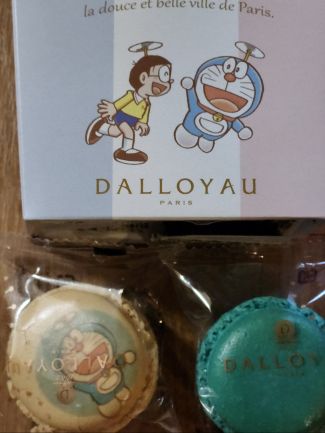 la douce et belle ville de Paris.
DALLOYAU
PARIS
DALLOYAU
DALLOYAU